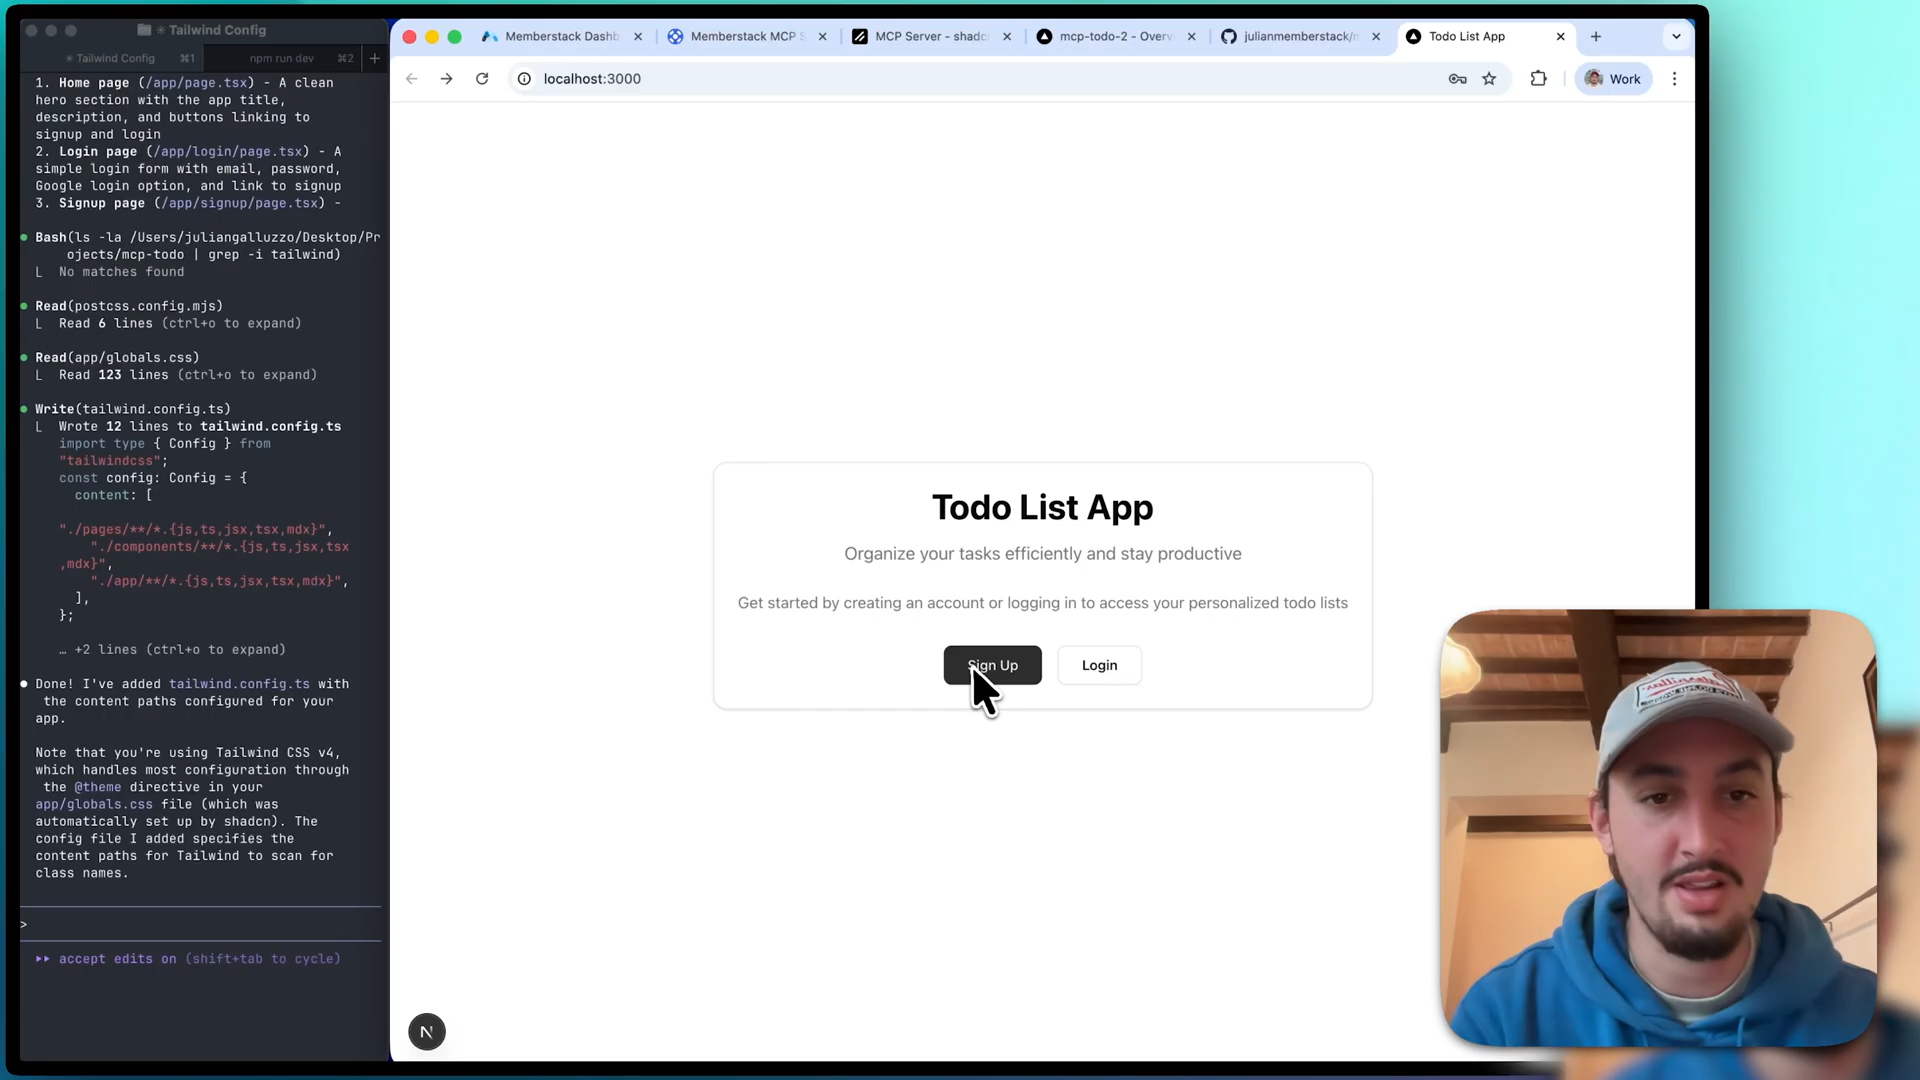 ✳ Tailwind Config
✳ Tailwind Config ⌘1
npm run dev ⌘2 +
1. Home page (/app/page.tsx) - A clean
hero section with the app title,
description, and buttons linking to
signup and login
2. Login page (/app/login/page.tsx) - A
simple login form with email, password,
Google login option, and link to signup
3. Signup page (/app/signup/page.tsx) -
Bash(ls -la /Users/juliangalluzzo/Desktop/Pr
ojects/mcp-todo | grep -i tailwind)
No matches found
Read(postcss.config.mjs)
Read 6 lines (ctrl+o to expand)
Read(app/globals.css)
Read 123 lines (ctrl+o to expand)
Write(tailwind.config.ts)
Wrote 12 lines to tailwind.config.ts
import type { Config } from
"tailwindcss";
const config: Config = {
content: [
"./pages/**/*.{js,ts,jsx,tsx,mdx}",
"./components/**/*.{js,ts,jsx,tsx
,mdx}",
"./app/**/*.{js,ts,jsx,tsx,mdx}",
],
};
… +2 lines (ctrl+o to expand)
Done! I've added tailwind.config.ts with
the content paths configured for your
app.
Note that you're using Tailwind CSS v4,
which handles most configuration through
the @theme directive in your
app/globals.css file (which was
automatically set up by shadcn). The
config file I added specifies the
content paths for Tailwind to scan for
class names.
>
accept edits on (shift+tab to cycle)
Memberstack Dashb
Memberstack MCP S
MCP Server - shadc
mcp-todo-2 - Overv
julianmemberstack/n
Todo List App
localhost:3000
Work
Todo List App
Organize your tasks efficiently and stay productive
Get started by creating an account or logging in to access your personalized todo lists
Sign Up
Login
N